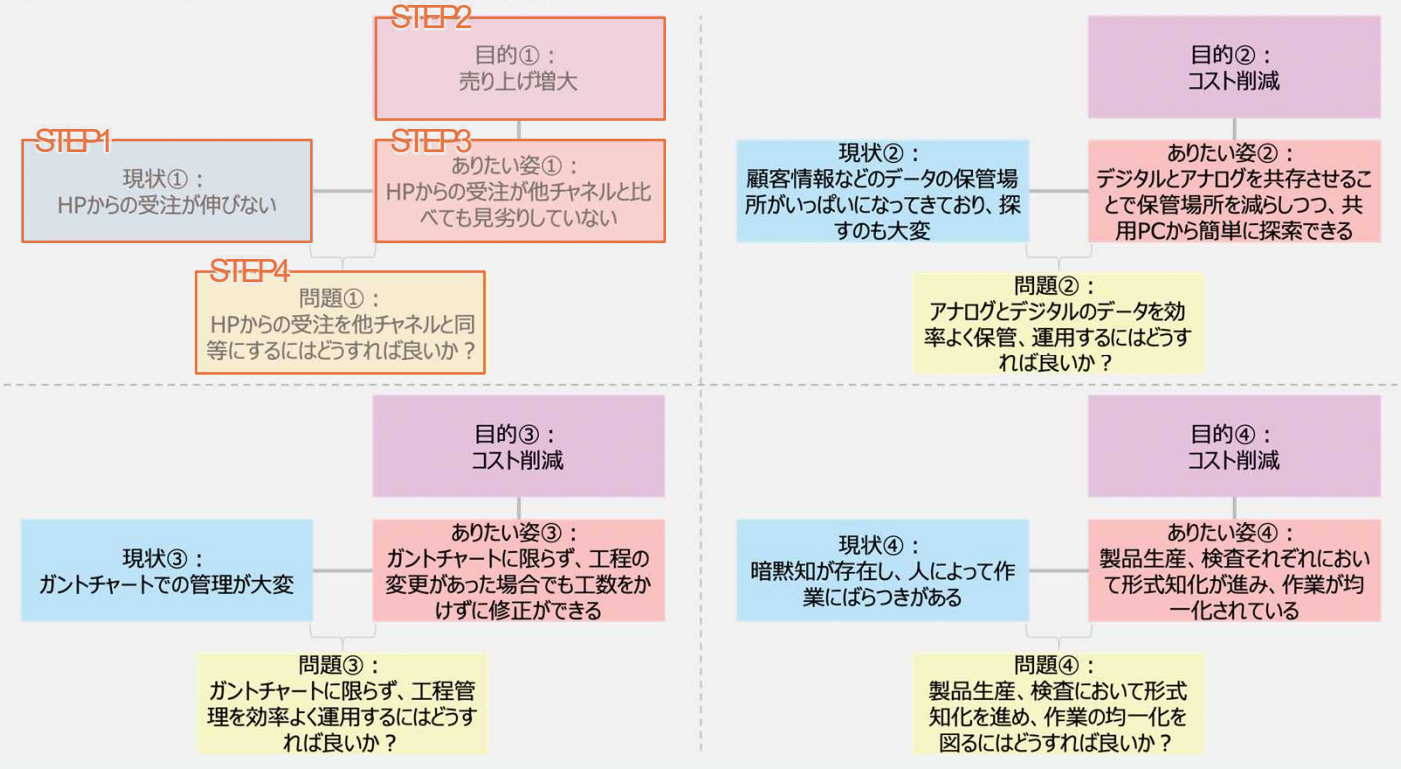 STEP2
目的①：
売り上げ増大
STEP1
現状①：
HPからの受注が伸びない
STEP3
ありたい姿①：
HPからの受注が他チャネルと比
べても見劣りしていない
STEP4
問題①：
HPからの受注を他チャネルと同
等にするにはどうすれば良いか？
目的②：
コスト削減
現状②：
顧客情報などのデータの保管場
所がいっぱいになってきており、探
すのも大変
ありたい姿②：
デジタルとアナログを共存させるこ
とで保管場所を減らしつつ、共
用PCから簡単に探索できる
問題②：
アナログとデジタルのデータを効
率よく保管、運用するにはどうす
れば良いか？
目的③：
コスト削減
現状③：
ガントチャートでの管理が大変
ありたい姿③：
ガントチャートに限らず、工程の
変更があった場合でも工数をか
けずに修正ができる
問題③：
ガントチャートに限らず、工程管
理を効率よく運用するにはどうす
れば良いか？
目的④：
コスト削減
現状④：
暗黙知が存在し、人によって作
業にばらつきがある
ありたい姿④：
製品生産、検査それぞれにおい
て形式知化が進み、作業が均
一化されている
問題④：
製品生産、検査において形式
知化を進め、作業の均一化を
図るにはどうすれば良いか？